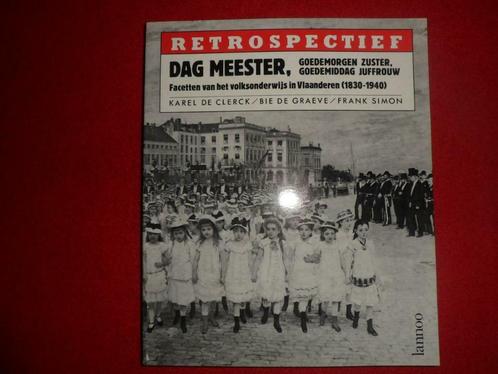 RETROSPECTIEF
DAG MEESTER, GOEDEMORGEN ZUSTER,
GOEDEMIDDAG JUFFROUW
Facetten van het volksonderwijs in Vlaanderen (1830-1940)
KAREL DE CLERCK/BIE DE GRAEVE/FRANK SIMON
lannoo